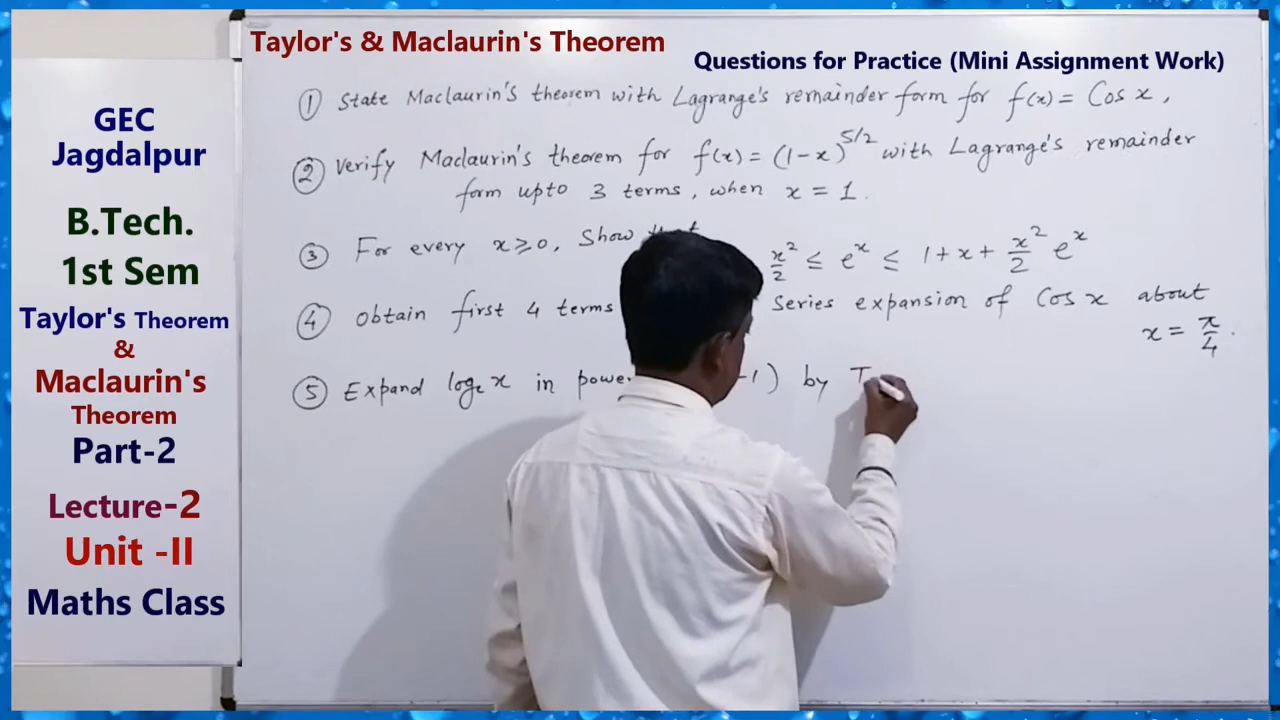 Taylor's & Maclaurin's Theorem
Questions for Practice (Mini Assignment Work)
GEC
Jagdalpur
B.Tech.
1st Sem
Taylor's Theorem
&
Maclaurin's
Theorem
Part-2
Lecture-2
Unit -II
Maths Class
① State Maclaurin's theorem with Lagrange's remainder form for f(x) = Cos x,
② Verify Maclaurin's theorem for f(x) = (1-x)^5/2 with Lagrange's remainder
form upto 3 terms, when x = 1.
③ For every x ≥ 0, Show x²/2 ≤ e^x ≤ 1 + x + x²/2 e^x
④ Obtain first 4 terms Series expansion of Cos x about
x = π/4.
⑤ Expand logₑ x in -1) by T